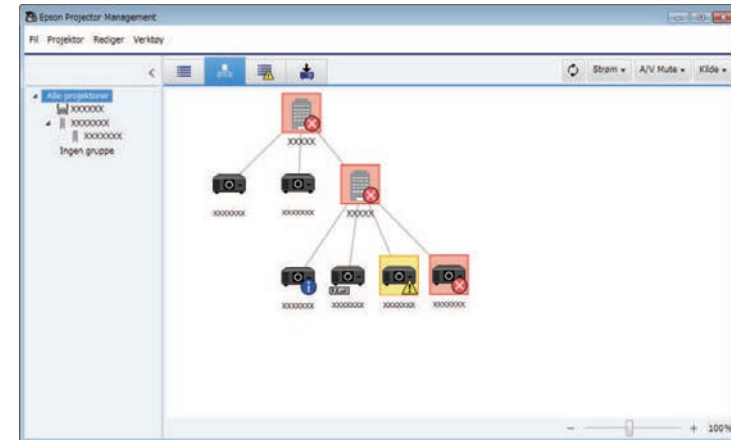 Epson Projector Management
Fil Projektor Rediger Verktøy
Strøm A/V Mute Kilde
Alle projektorer
XXXXXX
XXXXXXX
XXXXXXX
Ingen gruppe
XXXXX
XXXXXXX XXXXXXX XXXXX
XXXXXXX XXXXXXX XXXXXXX XXXXXXX
100%